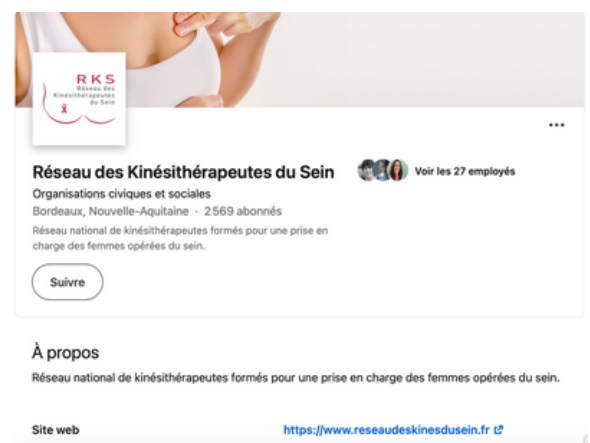 RKS
Réseau des
Kinésithérapeutes
du Sein
Réseau des Kinésithérapeutes du Sein
Voir les 27 employés
Organisations civiques et sociales
Bordeaux, Nouvelle-Aquitaine · 2 569 abonnés
Réseau national de kinésithérapeutes formés pour une prise en
charge des femmes opérées du sein.
Suivre
À propos
Réseau national de kinésithérapeutes formés pour une prise en charge des femmes opérées du sein.
Site web
https://www.reseaudeskinesdusein.fr